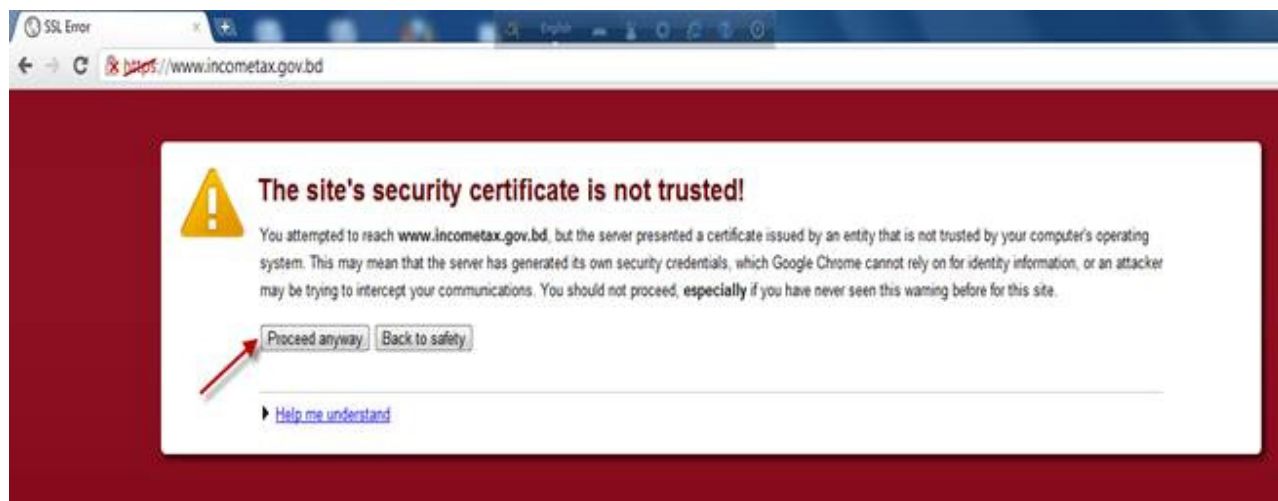 SSL Error
https://www.incometax.gov.bd
The site's security certificate is not trusted!
You attempted to reach www.incometax.gov.bd, but the server presented a certificate issued by an entity that is not trusted by your computer's operating
system. This may mean that the server has generated its own security credentials, which Google Chrome cannot rely on for identity information, or an attacker
may be trying to intercept your communications. You should not proceed, especially if you have never seen this warning before for this site.
Proceed anyway Back to safety
Help me understand